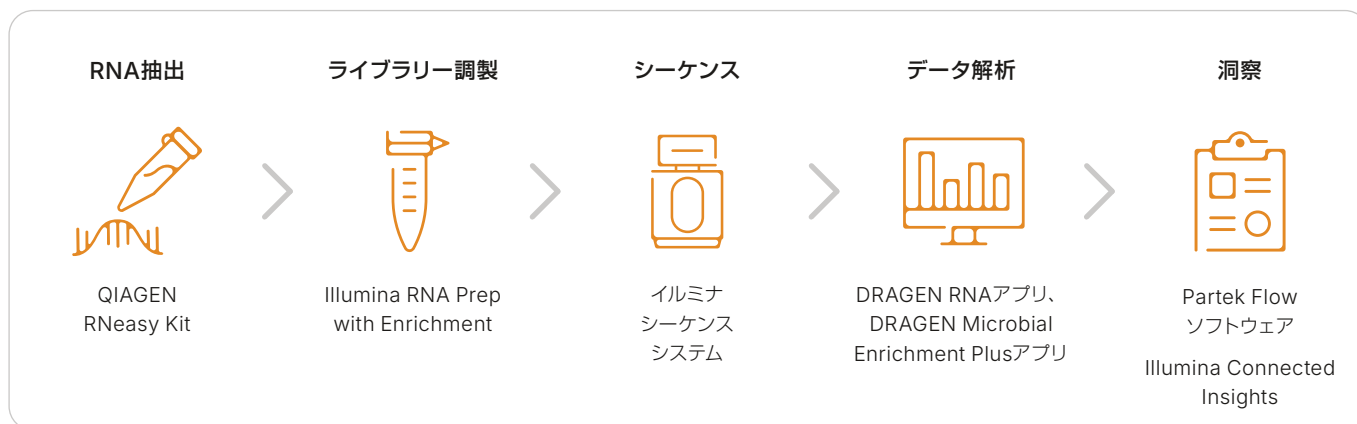 RNA抽出
ライブラリー調製
シーケンス
データ解析
洞察
QIAGEN
RNeasy Kit
Illumina RNA Prep
with Enrichment
イルミナ
シーケンス
システム
DRAGEN RNAアプリ、
DRAGEN Microbial
Enrichment Plusアプリ
Partek Flow
ソフトウェア
Illumina Connected
Insights